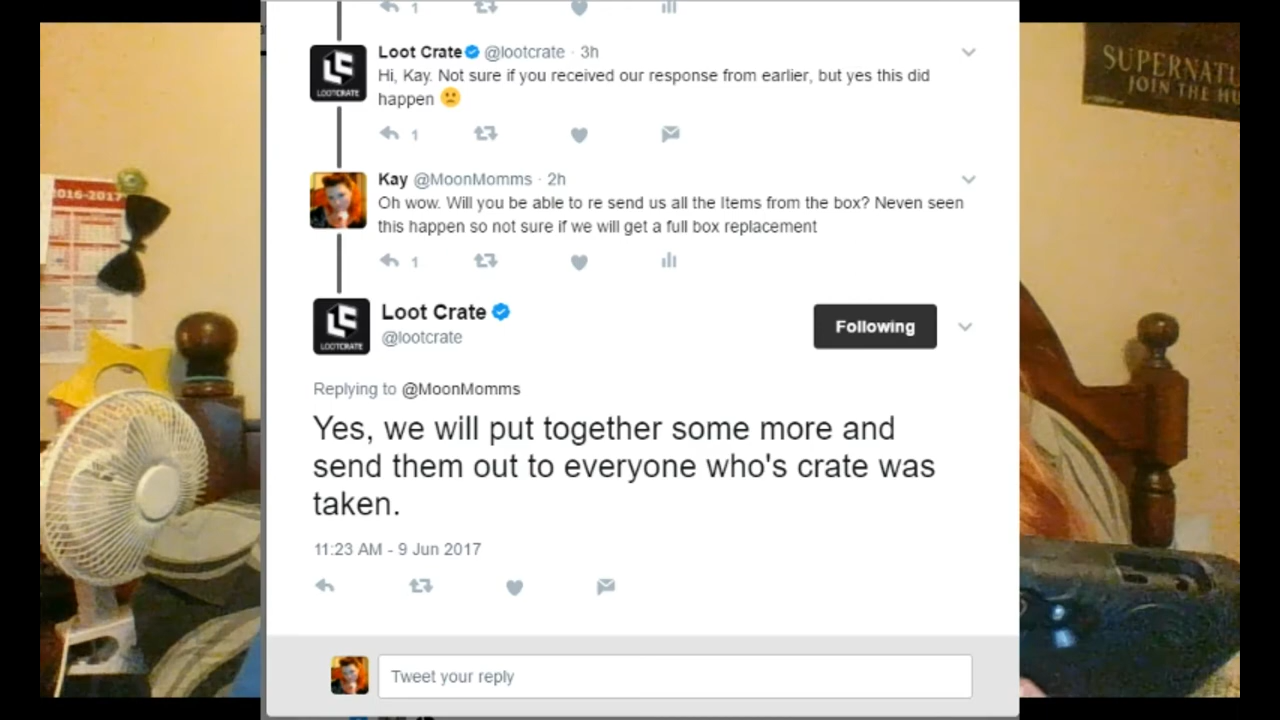 1
Loot Crate @lootcrate · 3h
Hi, Kay. Not sure if you received our response from earlier, but yes this did
happen 🙁
LOOTCRATE
1
Kay @MoonMomms · 2h
Oh wow. Will you be able to re send us all the Items from the box? Neven seen
this happen so not sure if we will get a full box replacement
1
Loot Crate
@lootcrate
LOOTCRATE
Following
Replying to @MoonMomms
Yes, we will put together some more and
send them out to everyone who's crate was
taken.
11:23 AM - 9 Jun 2017
Tweet your reply
2016-2017
SUPERNATU
JOIN THE HU